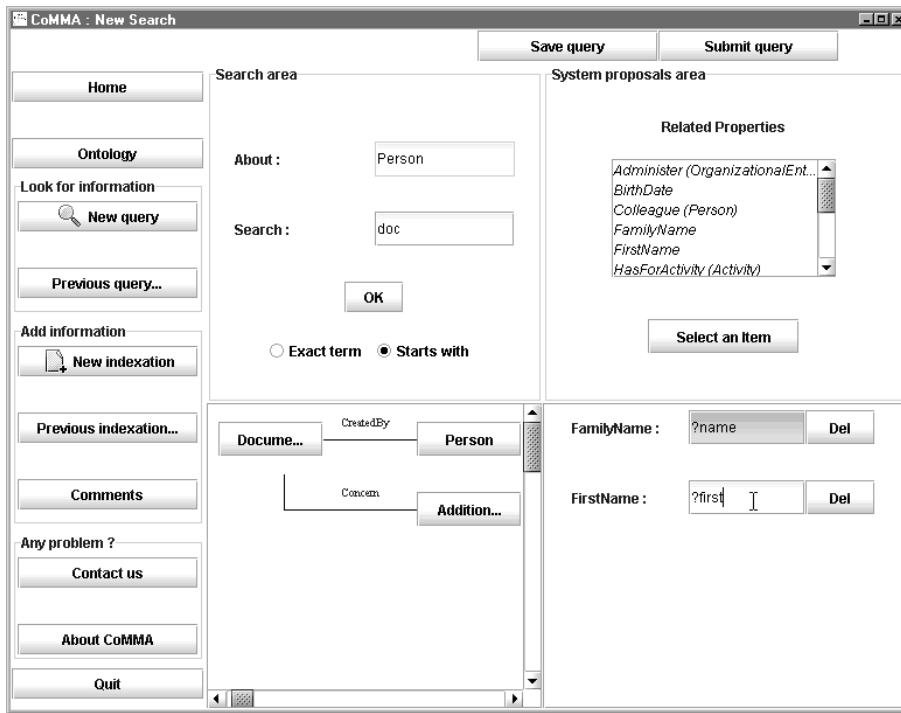 CoMMA : New Search
Save query
Submit query
Home
Ontology
Look for information
New query
Previous query...
Add information
New indexation
Previous indexation...
Comments
Any problem ?
Contact us
About CoMMA
Quit
Search area
About :
Person
Search :
doc
OK
Exact term
Starts with
System proposals area
Related Properties
Administer (OrganizationalEnt...
BirthDate
Colleague (Person)
FamilyName
FirstName
HasForActivity (Activity)
Select an Item
Docume...
CreatedBy
Person
Concern
Addition...
FamilyName :
?name
Del
FirstName :
?first
Del